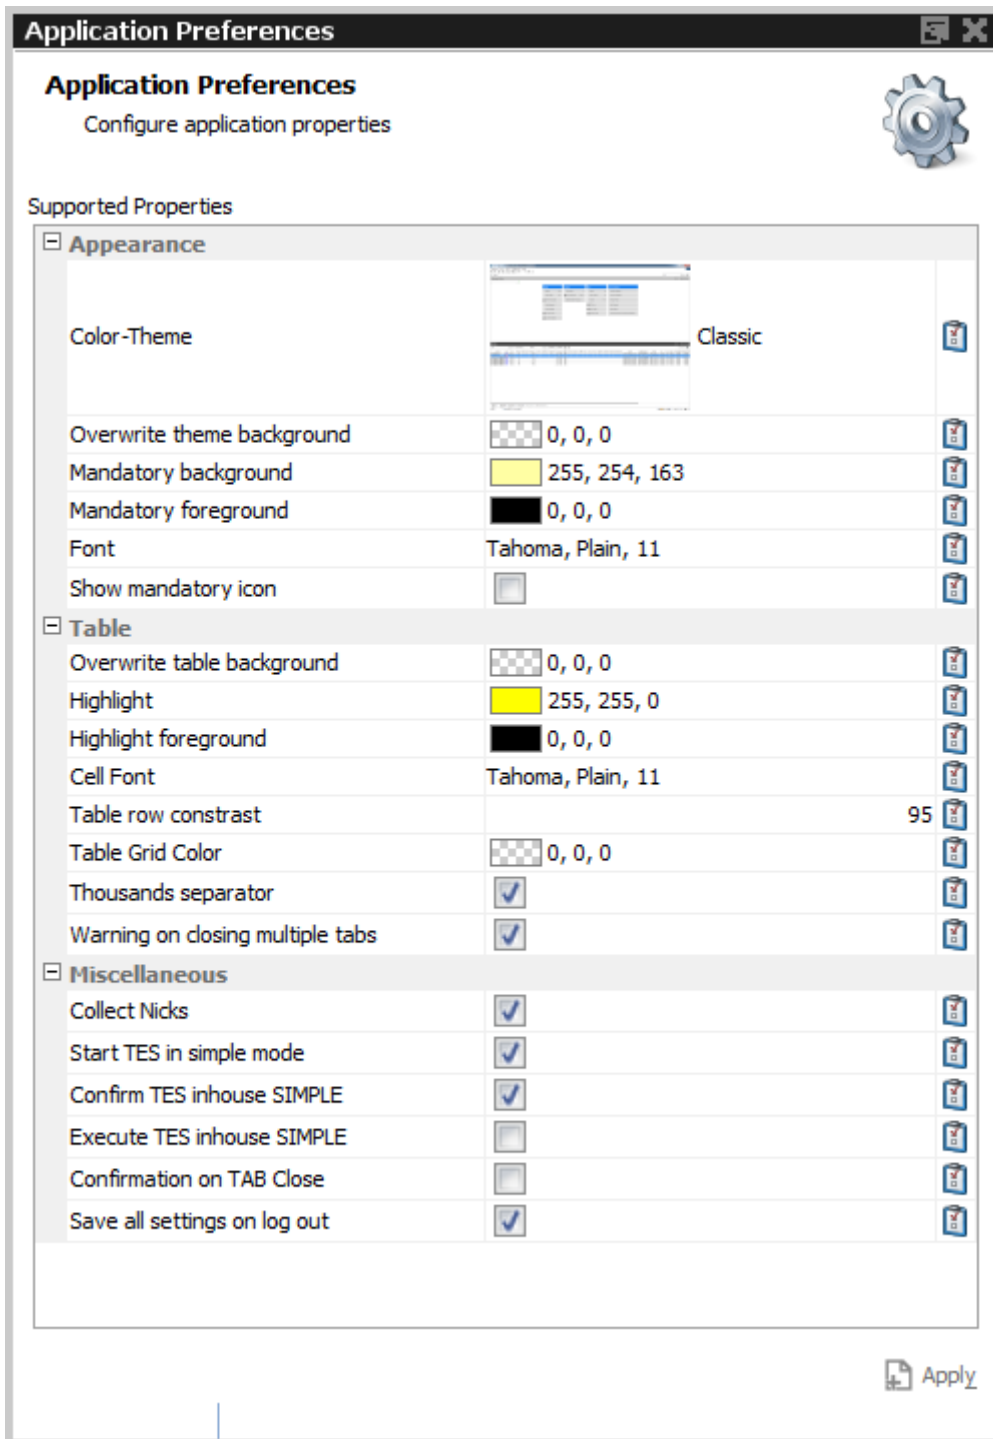 Application Preferences
Application Preferences
Configure application properties
Supported Properties
Appearance
Color-Theme Classic
Overwrite theme background 0, 0, 0
Mandatory background 255, 254, 163
Mandatory foreground 0, 0, 0
Font Tahoma, Plain, 11
Show mandatory icon
Table
Overwrite table background 0, 0, 0
Highlight 255, 255, 0
Highlight foreground 0, 0, 0
Cell Font Tahoma, Plain, 11
Table row constrast 95
Table Grid Color 0, 0, 0
Thousands separator
Warning on closing multiple tabs
Miscellaneous
Collect Nicks
Start TES in simple mode
Confirm TES inhouse SIMPLE
Execute TES inhouse SIMPLE
Confirmation on TAB Close
Save all settings on log out
Apply